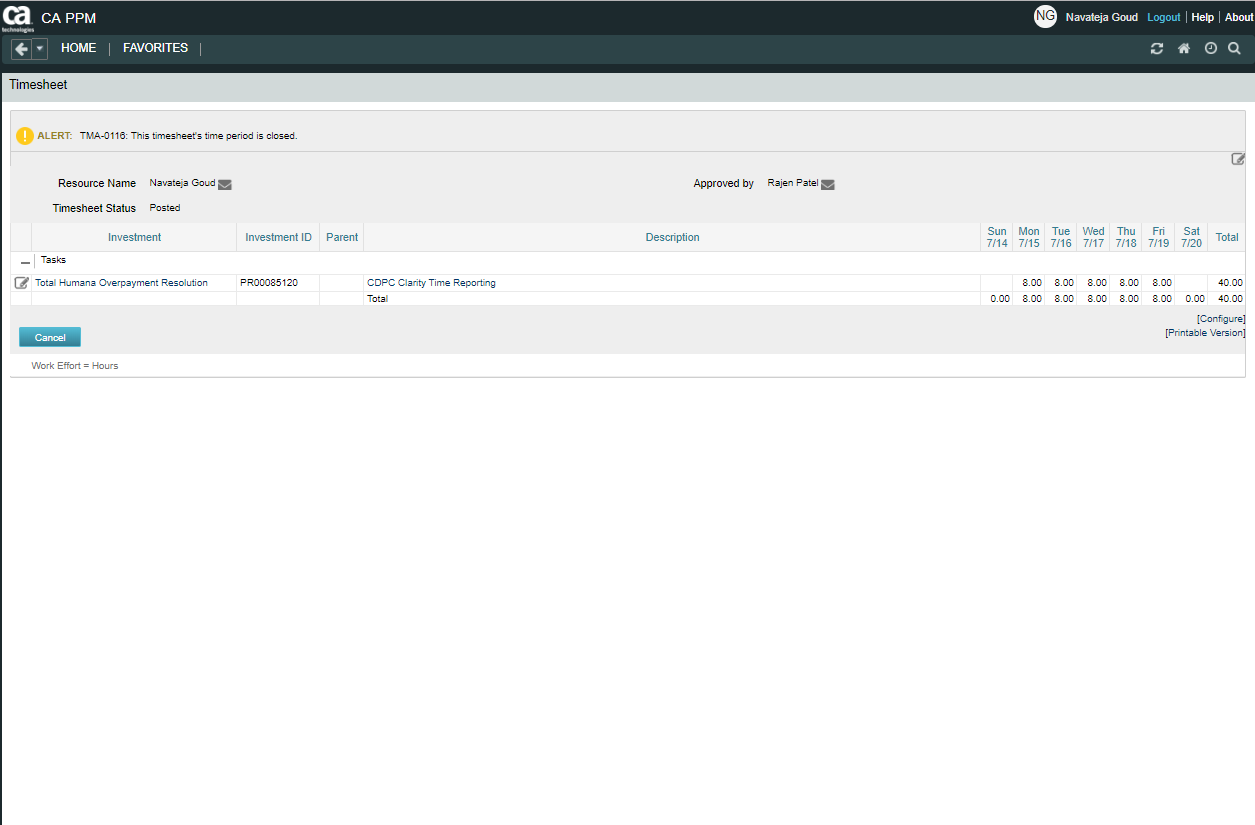 ca technologies CA PPM NG Navateja Goud Logout | Help | About
HOME | FAVORITES |
Timesheet
! ALERT: TMA-0116: This timesheet's time period is closed.
Resource Name Navateja Goud Approved by Rajen Patel
Timesheet Status Posted
Investment Investment ID Parent Description Sun 7/14 Mon 7/15 Tue 7/16 Wed 7/17 Thu 7/18 Fri 7/19 Sat 7/20 Total
Tasks
Total Humana Overpayment Resolution PR00085120 CDPC Clarity Time Reporting 8.00 8.00 8.00 8.00 8.00 40.00
Total 0.00 8.00 8.00 8.00 8.00 8.00 0.00 40.00
[Configure]
Cancel [Printable Version]
Work Effort = Hours